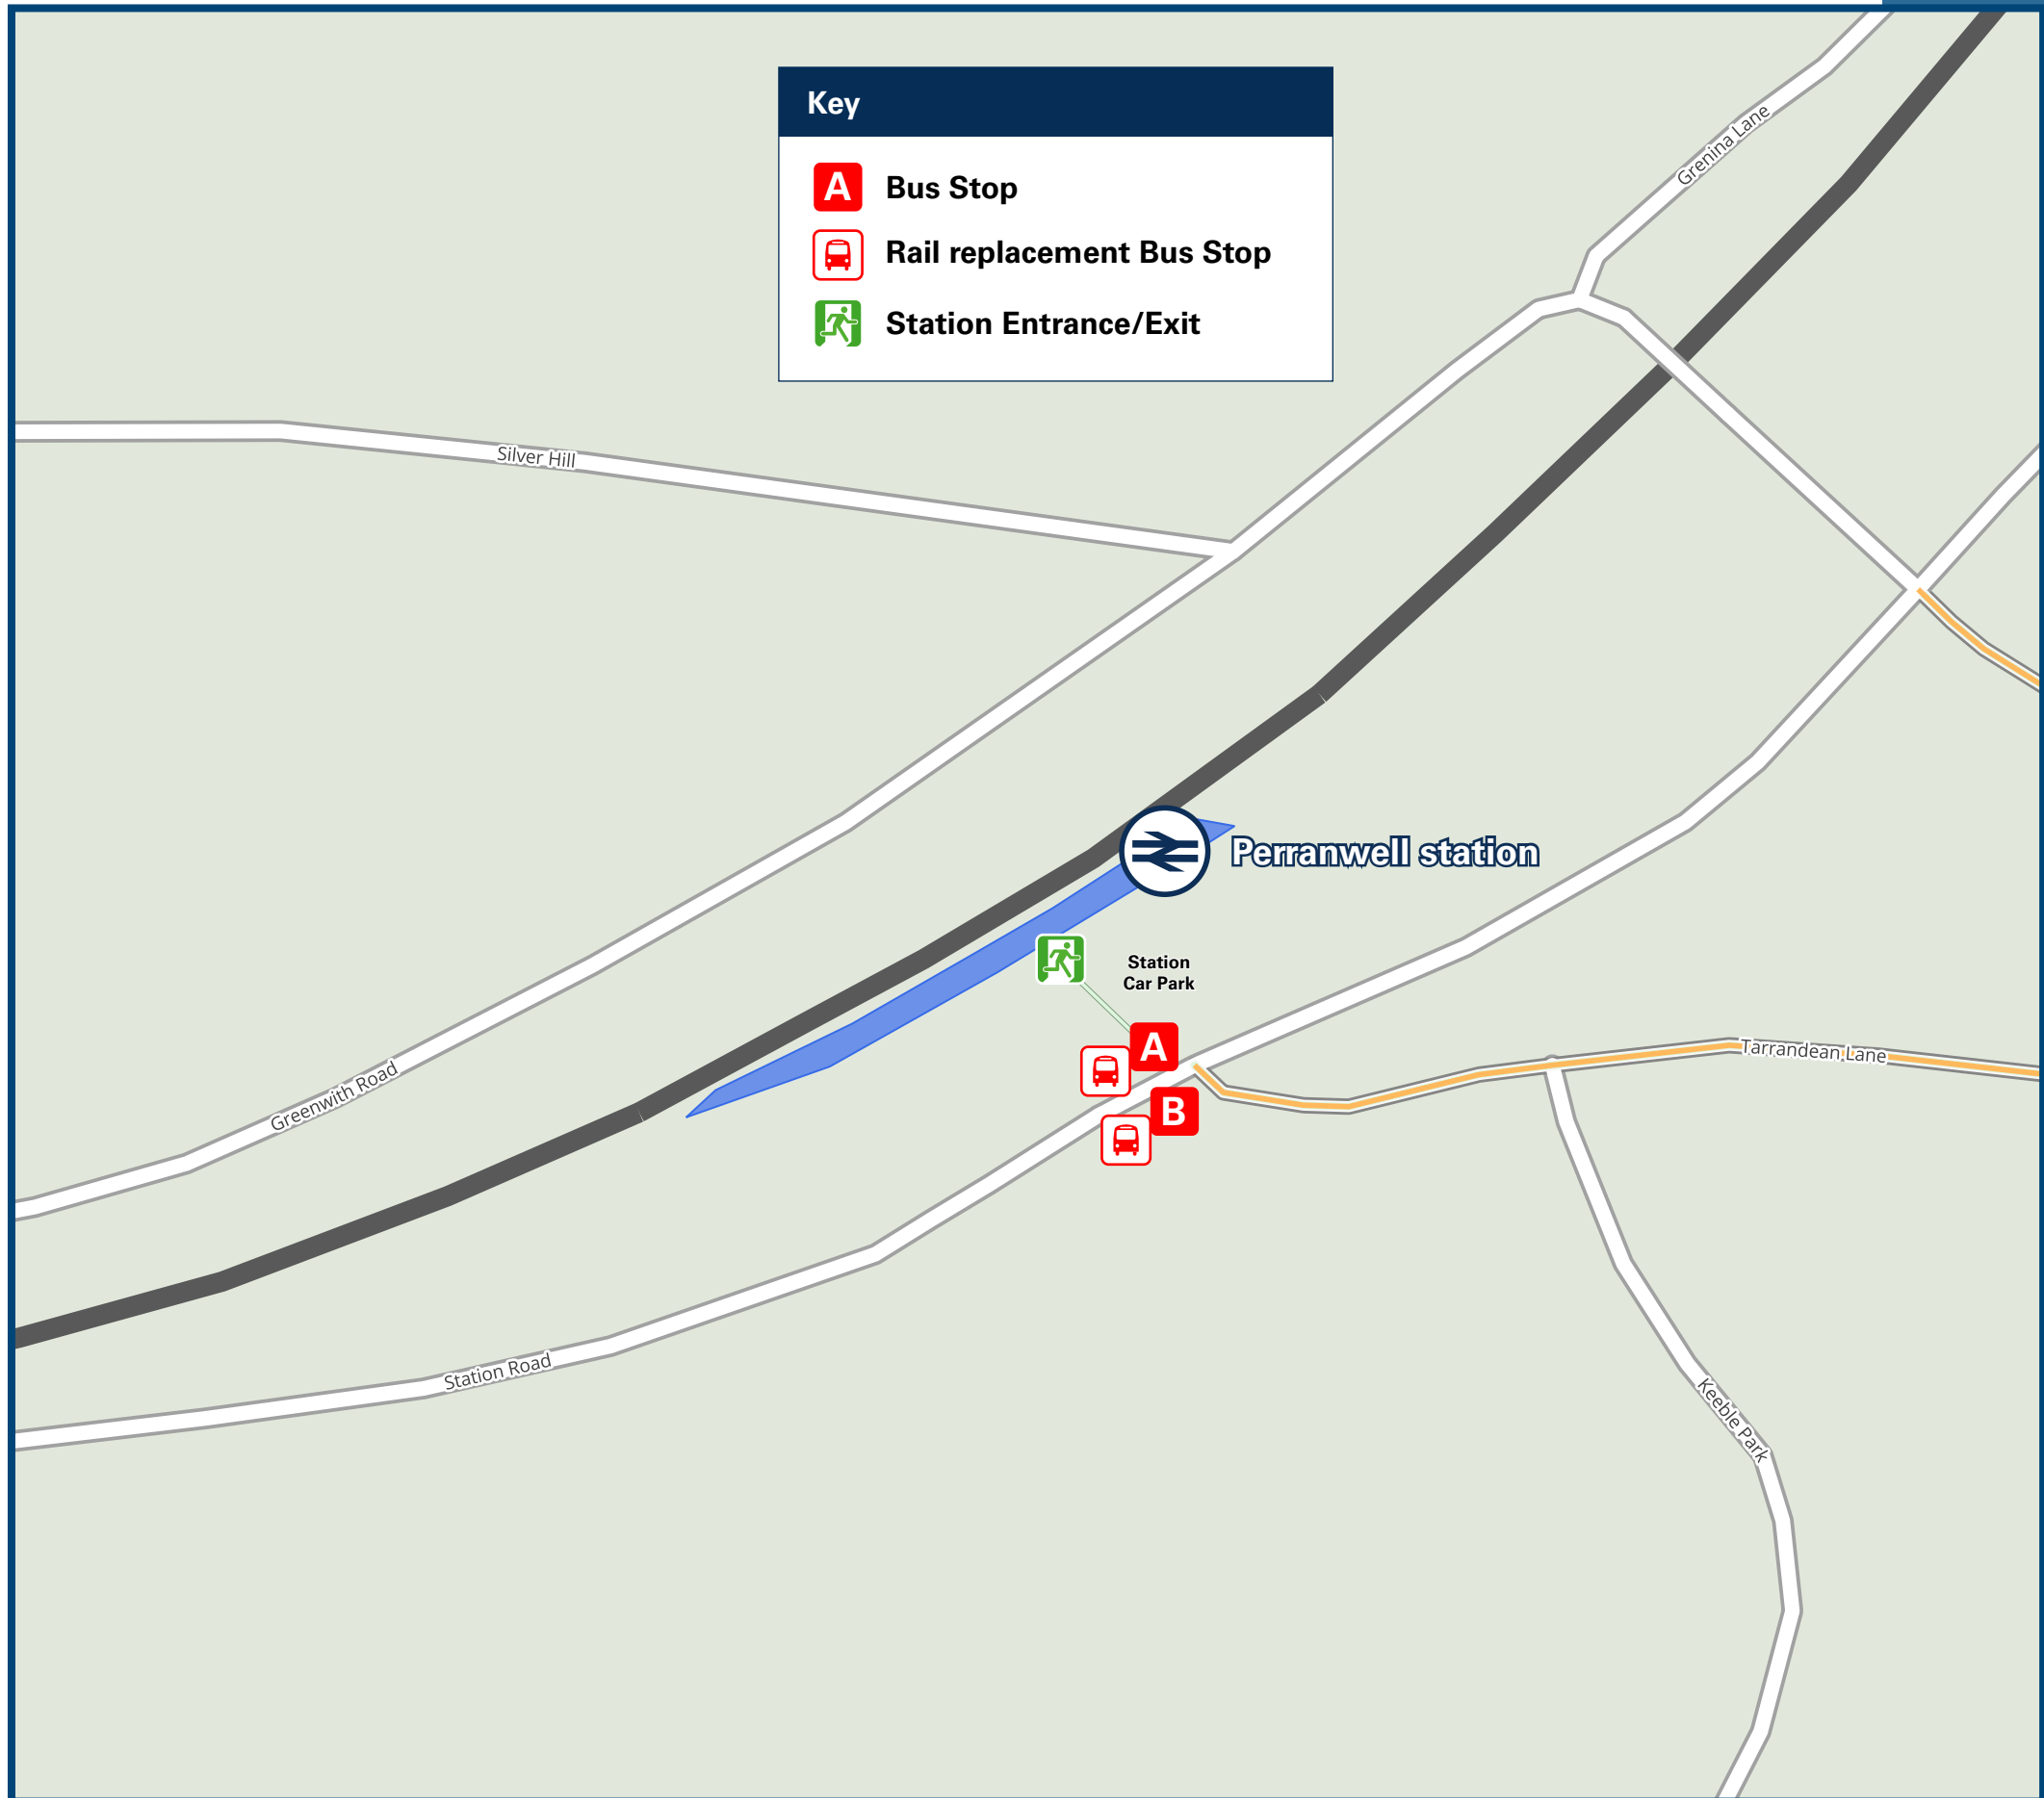 Key
A Bus Stop
Rail replacement Bus Stop
Station Entrance/Exit
Grenina Lane
Silver Hill
Perranwell station
Station
Car Park
A
B
Tarrandean Lane
Greenwith Road
Station Road
Keeble Park